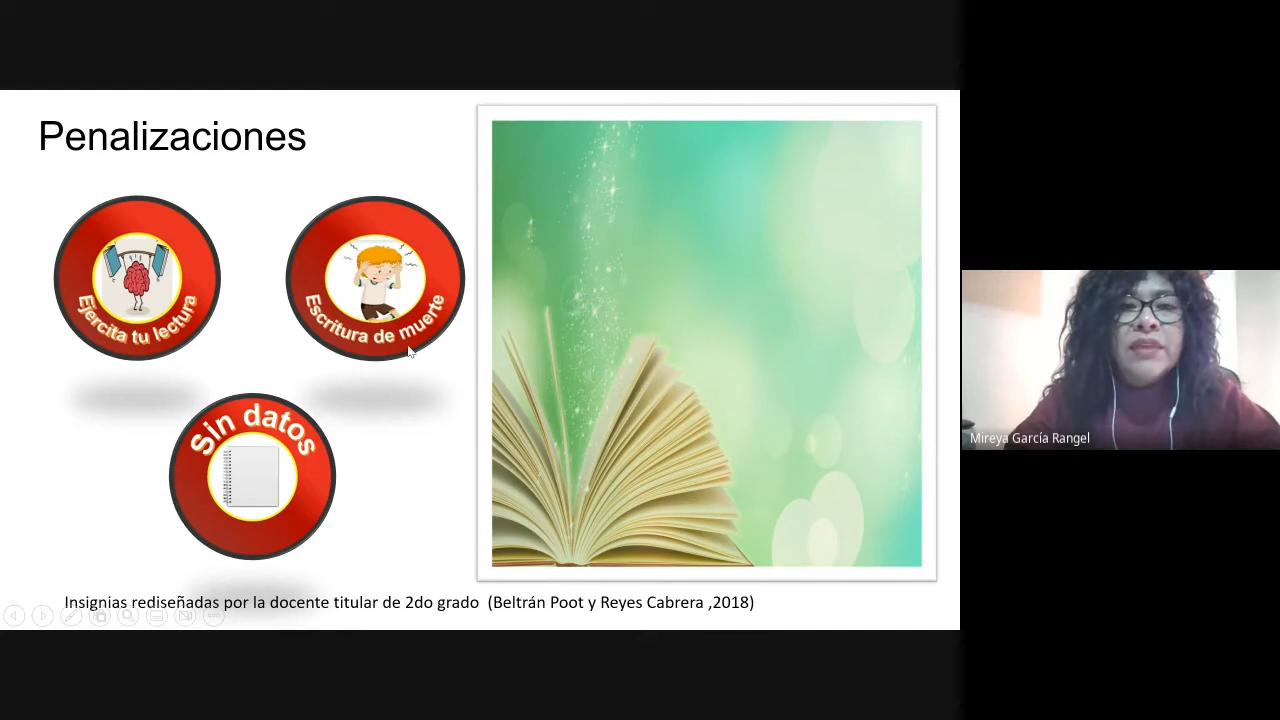 Penalizaciones
Ejercita tu lectura
Escritura de muerte
Sin datos
Insignias rediseñadas por la docente titular de 2do grado (Beltrán Poot y Reyes Cabrera ,2018)
Mireya García Rangel